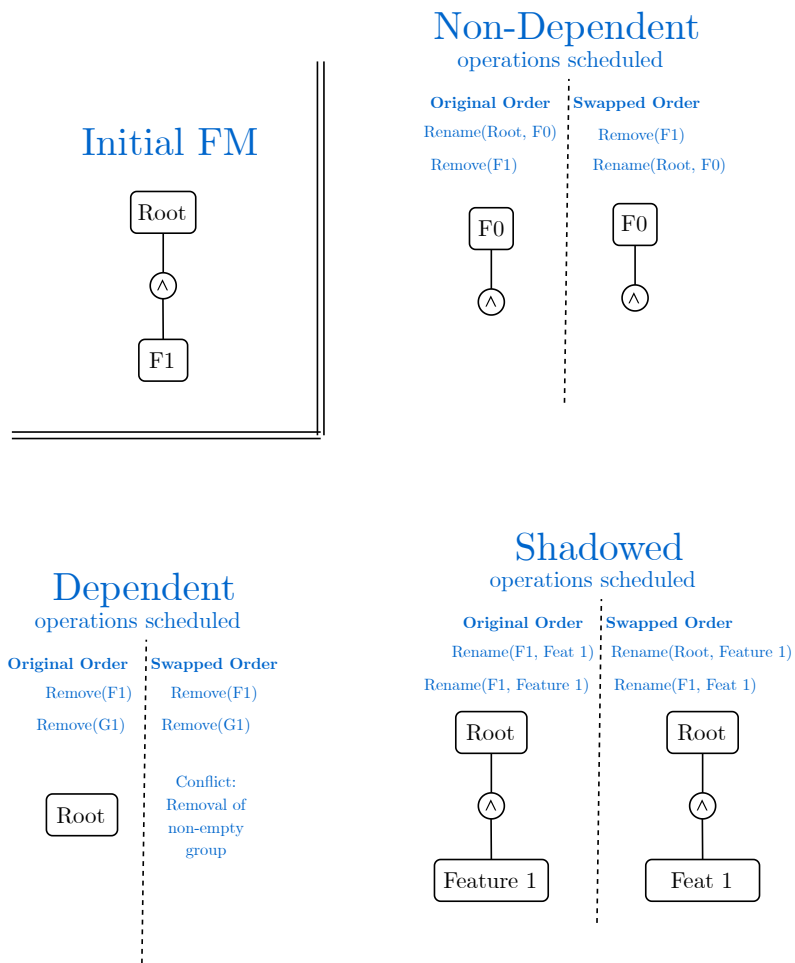 Initial FM
Root
∧
F1
Non-Dependent
operations scheduled
Original Order
Rename(Root, F0)
Remove(F1)
F0
∧
Swapped Order
Remove(F1)
Rename(Root, F0)
F0
∧
Dependent
operations scheduled
Original Order
Remove(F1)
Remove(G1)
Root
Swapped Order
Remove(F1)
Remove(G1)
Conflict:
Removal of
non-empty
group
Shadowed
operations scheduled
Original Order
Rename(F1, Feat 1)
Rename(F1, Feature 1)
Root
∧
Feature 1
Swapped Order
Rename(Root, Feature 1)
Rename(F1, Feat 1)
Root
∧
Feat 1